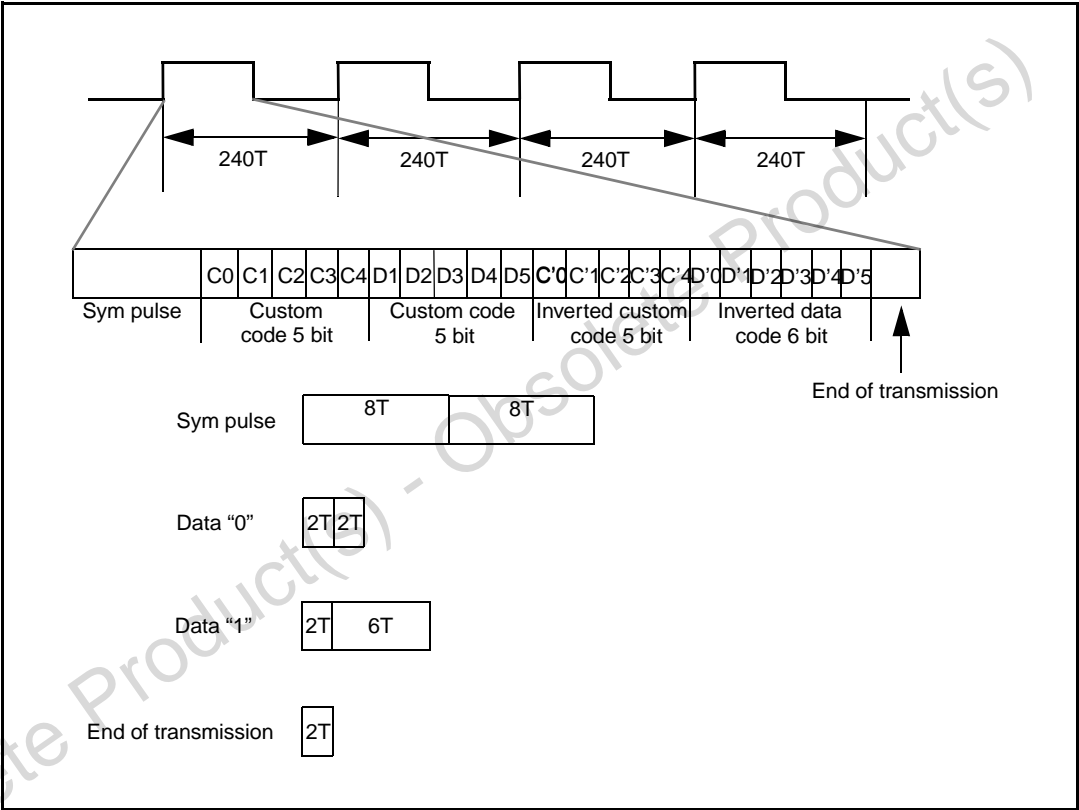 240T 240T 240T 240T
C0 C1 C2 C3 C4 D1 D2 D3 D4 D5 C'0 C'1 C'2 C'3 C'4 D'0 D'1 D'2 D'3 D'4 D'5
Sym pulse
Custom
code 5 bit
Custom code
5 bit
Inverted custom
code 5 bit
Inverted data
code 6 bit
End of transmission
Sym pulse 8T 8T
Data “0” 2T 2T
Data “1” 2T 6T
End of transmission 2T
ete Product(s) - Obsolete Product(s)